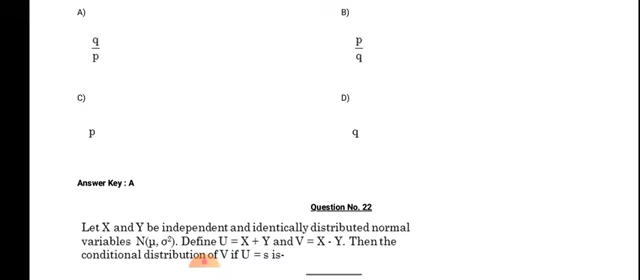 A) B)
q/p p/q
C) D)
p q
Answer Key : A
Question No. 22
Let X and Y be independent and identically distributed normal
variables N(μ, σ²). Define U = X + Y and V = X - Y. Then the
conditional distribution of V if U = s is-